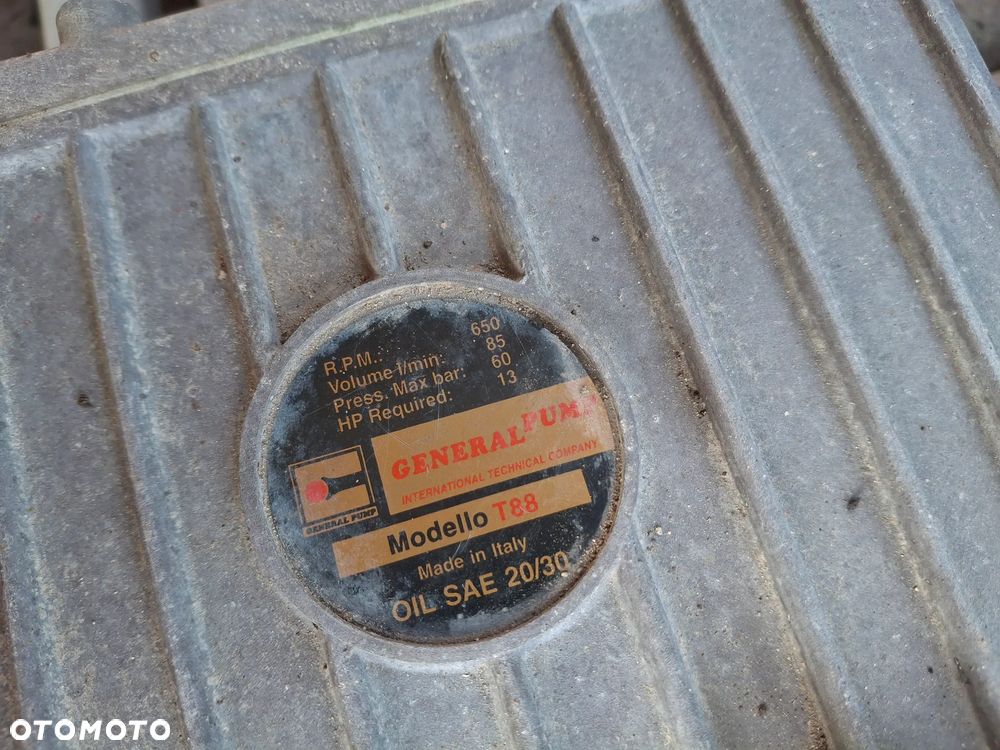 R.P.M.: 650
Volume l/min: 85
Press. Max bar: 60
HP Required: 13
GENERAL PUMP
INTERNATIONAL TECHNICAL COMPANY
GENERAL PUMP
Modello T88
Made in Italy
OIL SAE 20/30
OTOMOTO